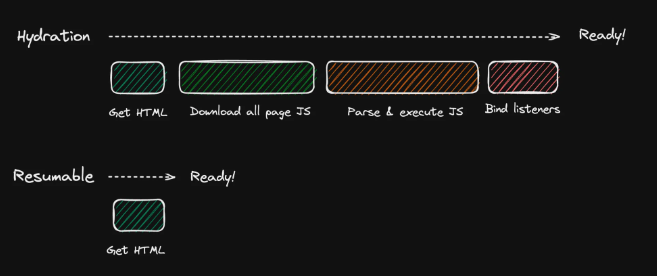 Hydration
Ready!
Get HTML
Download all page JS
Parse & execute JS
Bind listeners
Resumable
Ready!
Get HTML